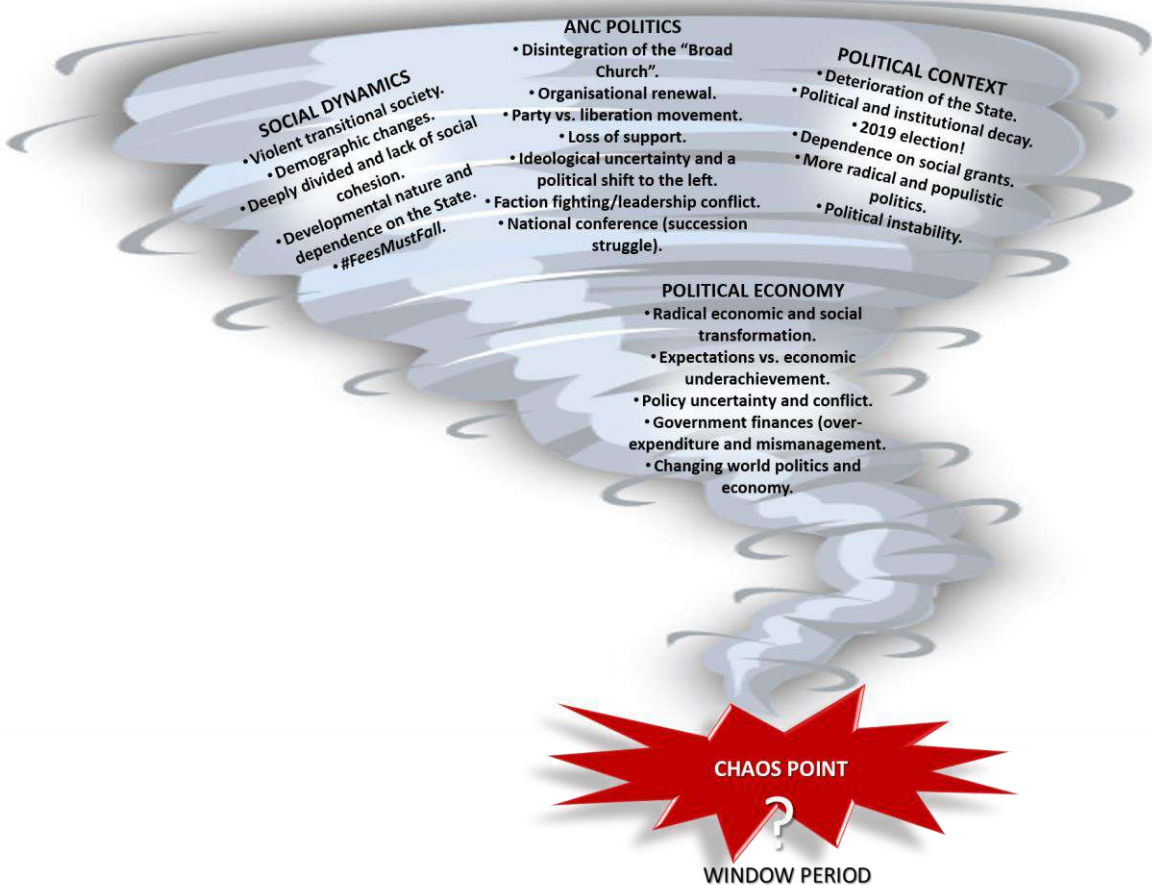 SOCIAL DYNAMICS
• Violent transitional society.
• Demographic changes.
• Deeply divided and lack of social
cohesion.
• Developmental nature and
dependence on the State.
• #FeesMustFall.
ANC POLITICS
• Disintegration of the “Broad
Church”.
• Organisational renewal.
• Party vs. liberation movement.
• Loss of support.
• Ideological uncertainty and a
political shift to the left.
• Faction fighting/leadership conflict.
• National conference (succession
struggle).
POLITICAL CONTEXT
• Deterioration of the State.
• Political and institutional decay.
• 2019 election!
• Dependence on social grants.
• More radical and populistic
politics.
• Political instability.
POLITICAL ECONOMY
• Radical economic and social
transformation.
• Expectations vs. economic
underachievement.
• Policy uncertainty and conflict.
• Government finances (over-
expenditure and mismanagement.
• Changing world politics and
economy.
CHAOS POINT
?
WINDOW PERIOD